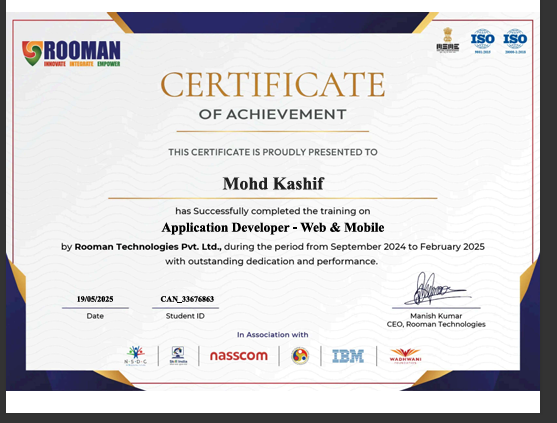 ROOMAN
INNOVATE INTEGRATE EMPOWER
ISO ISO
CERTIFICATE
OF ACHIEVEMENT
THIS CERTIFICATE IS PROUDLY PRESENTED TO
Mohd Kashif
has Successfully completed the training on
Application Developer - Web & Mobile
by Rooman Technologies Pvt. Ltd., during the period from September 2024 to February 2025
with outstanding dedication and performance.
19/05/2025 CAN_33676863
Date Student ID
Manish Kumar
CEO, Rooman Technologies
In Association with
N·S·D·C
Skill India
nasscom
IBM
WADHWANI